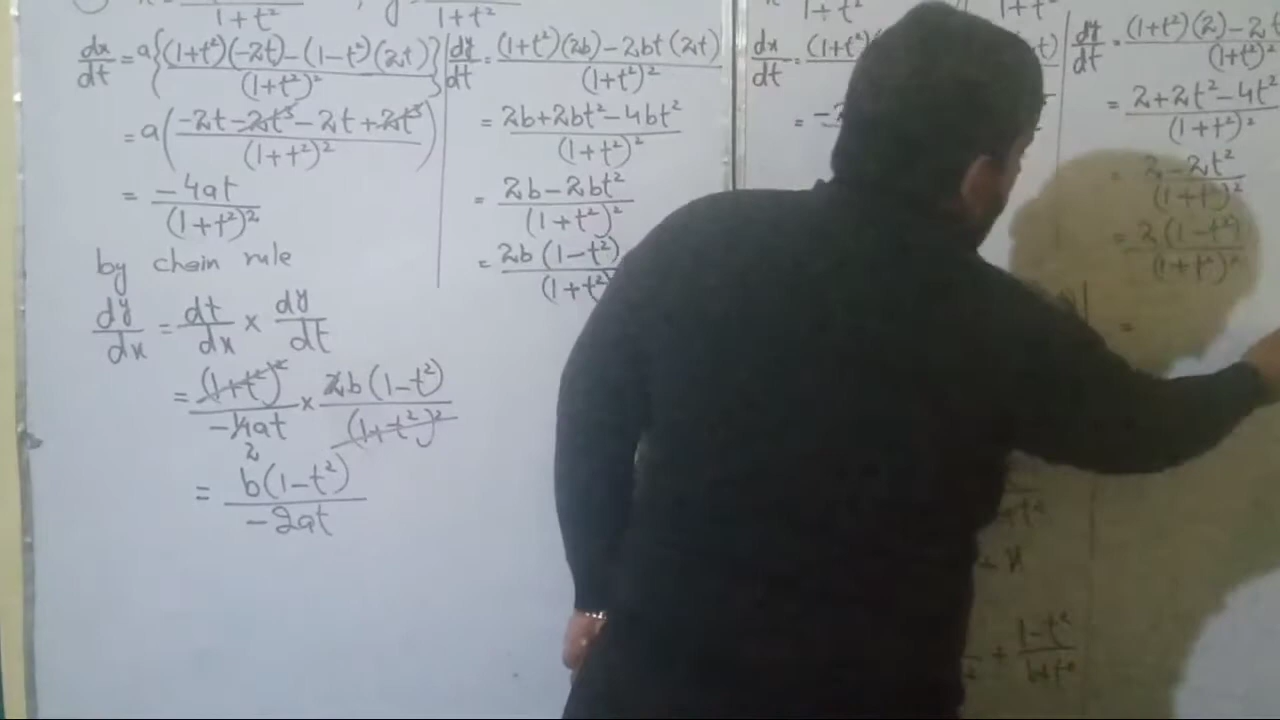 1+t² , y 1+t²
dx/dt = a{((1+t²)(-2t)-(1-t²)(2t))/(1+t²)²}
= a((-2t-2t³-2t+2t³)/(1+t²)²)
= -4at/(1+t²)²
by chain rule
dy/dx = dt/dx × dy/dt
= (1+t²)²/-4at × 2b(1-t²)/(1+t²)²
2
= b(1-t²)/-2at
dy/dt = ((1+t²)(2b)-2bt(2t))/(1+t²)²
= (2b+2bt²-4bt²)/(1+t²)²
= (2b-2bt²)/(1+t²)²
= 2b(1-t²)/(1+t²)
1+t²
dx/dt = (1+t²)
= -2
1+t²
dy/dt = ((1+t²)(2)-2t/(1+t²)²
= (2+2t²-4t²/(1+t²)²
= (2-2t²)/(1+t²)²
= 2(1-t²)/(1+t²)²
=
+ 1-t²